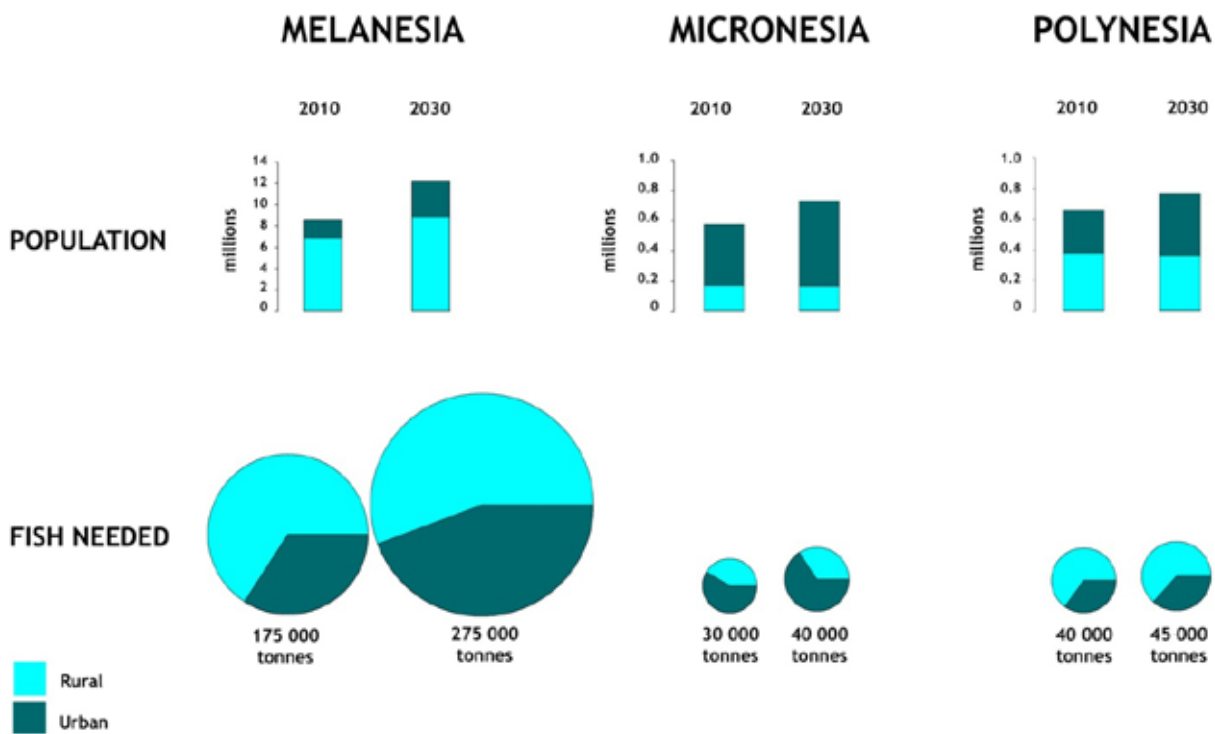 MELANESIA MICRONESIA POLYNESIA
2010 2030 2010 2030 2010 2030
POPULATION
millions
14
12
10
8
6
4
2
0
millions
1.0
0.8
0.6
0.4
0.2
0
millions
1.0
0.8
0.6
0.4
0.2
0
FISH NEEDED
175 000
tonnes
275 000
tonnes
30 000
tonnes
40 000
tonnes
40 000
tonnes
45 000
tonnes
Rural
Urban